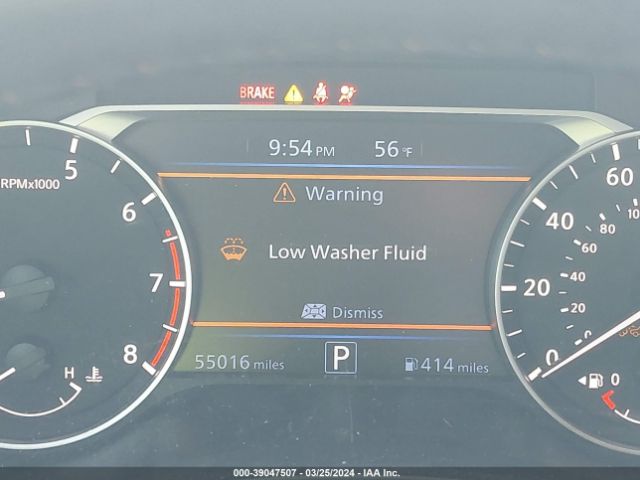 BRAKE
9:54 PM 56 °F
Warning
Low Washer Fluid
Dismiss
55016 miles P 414 miles
RPMx1000
5
6
7
8
H
60
40
20
0
80
60
40
20
0
000-39047507 / 03/25/2024 / IAA Inc.